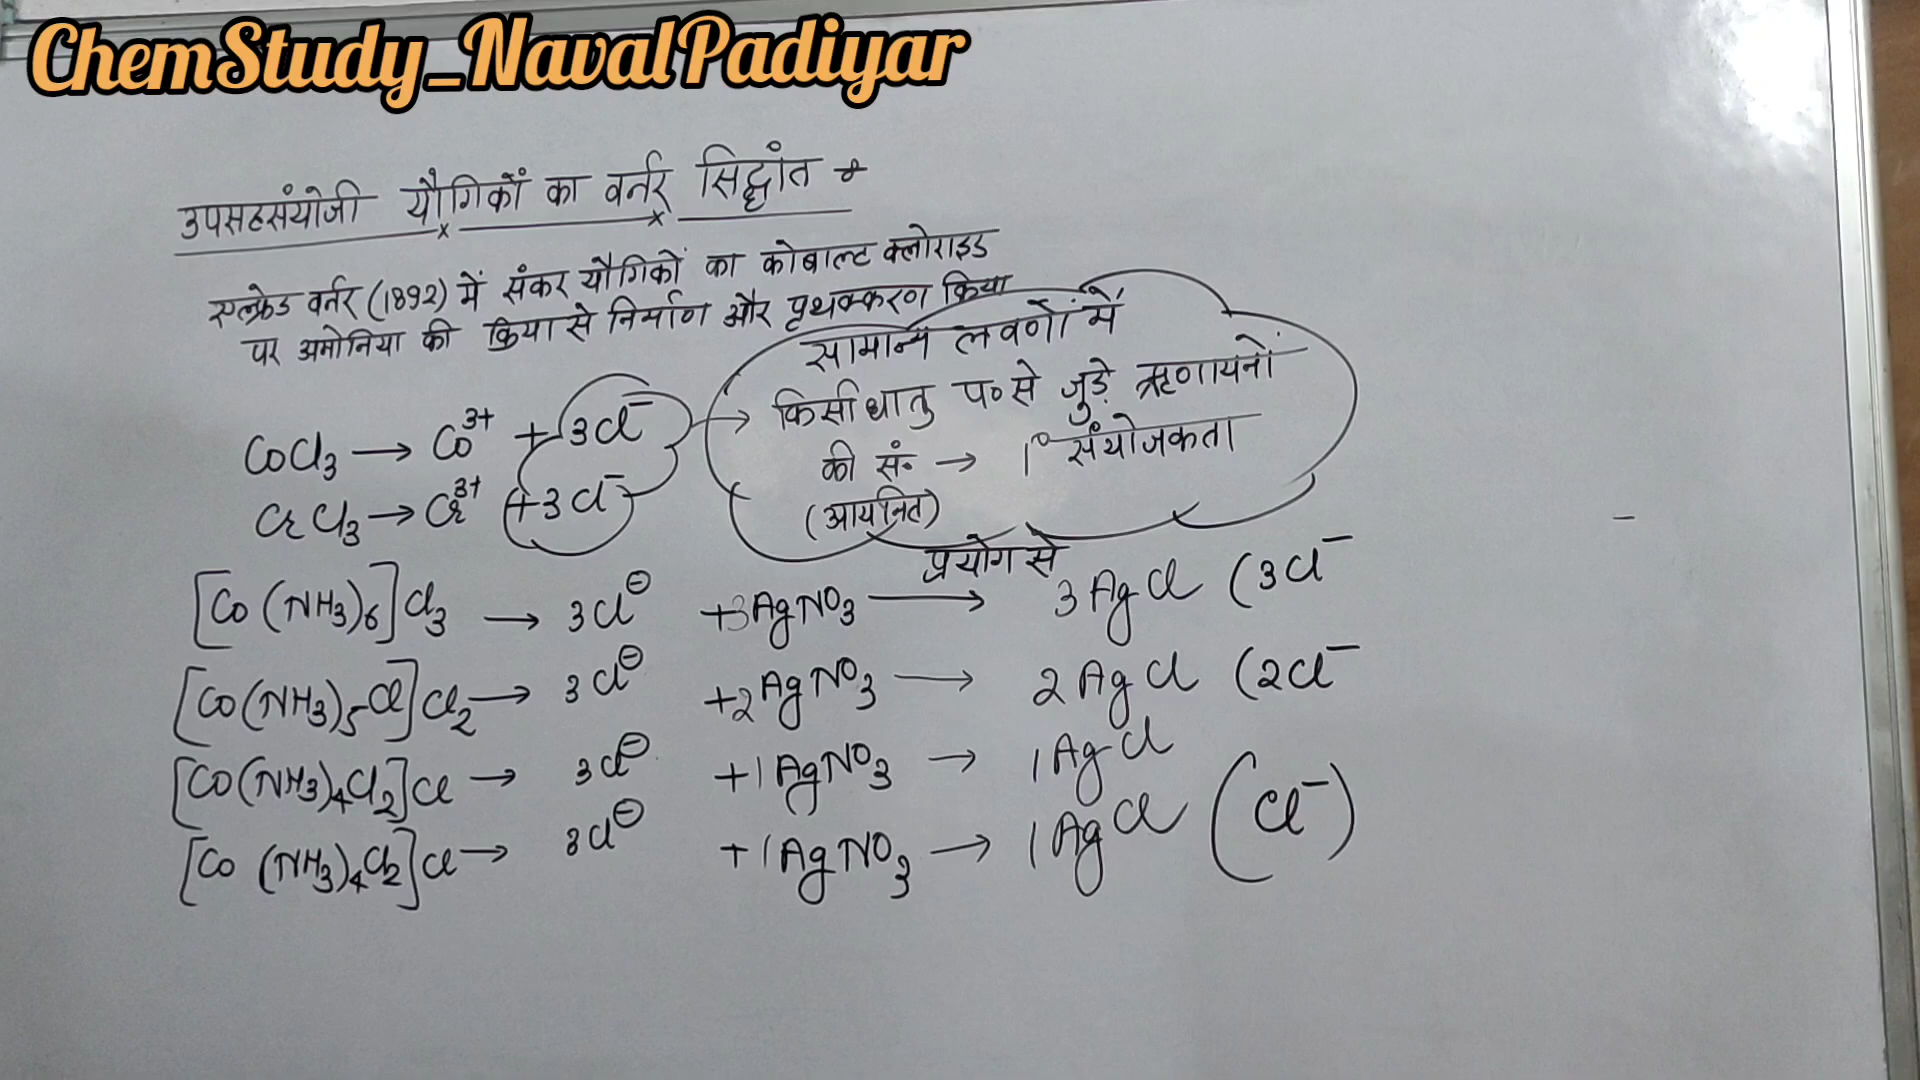 ChemStudy_NavalPadiyar
उपसहसंयोजी यौगिकों का वर्नर सिद्धांत
एल्फ्रेड वर्नर (1892) में संकर यौगिकों का कोबाल्ट क्लोराइड
पर अमोनिया की क्रिया से निर्माण और पृथक्करण किया
सामान्य लवणों में
किसी धातु प० से जुड़े ऋणायनों
की सं॰ → 1° संयोजकता
(आयनित)
CoCl₃ → Co³⁺ + 3Cl⁻
CrCl₃ → Cr³⁺ + 3Cl⁻
प्रयोग से
[Co(NH₃)₆]Cl₃ → 3Cl⊖ +3AgNO₃ → 3AgCl (3Cl⁻
[Co(NH₃)₅Cl]Cl₂ → 3Cl⊖ +2AgNO₃ → 2AgCl (2Cl⁻
[Co(NH₃)₄Cl₂]Cl → 3Cl⊖ +1AgNO₃ → 1AgCl
[Co(NH₃)₄Cl₂]Cl → 3Cl⊖ +1AgNO₃ → 1AgCl (Cl⁻)